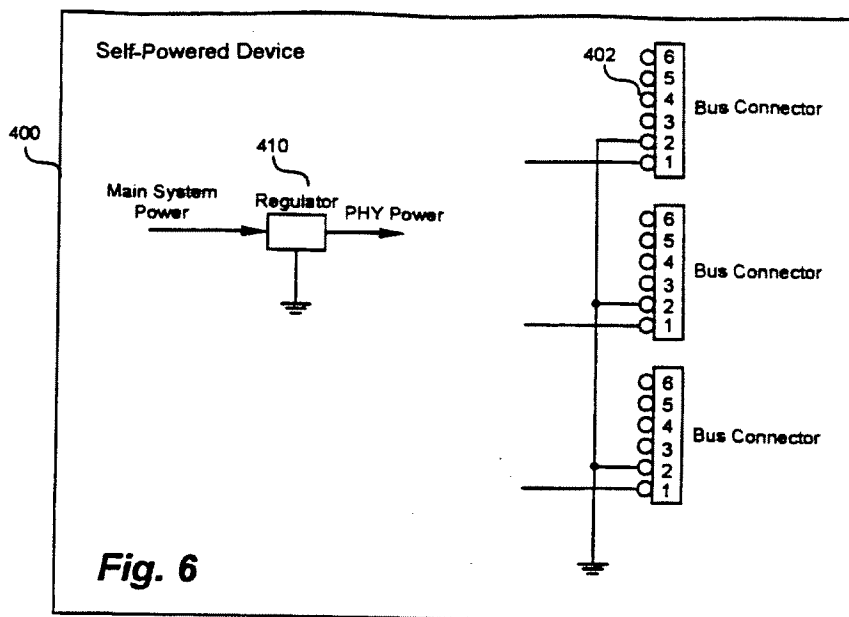 Self-Powered Device
400
402
6
5
4
3
2
1
Bus Connector
410
Main System
Power
Regulator
PHY Power
6
5
4
3
2
1
Bus Connector
6
5
4
3
2
1
Bus Connector
Fig. 6